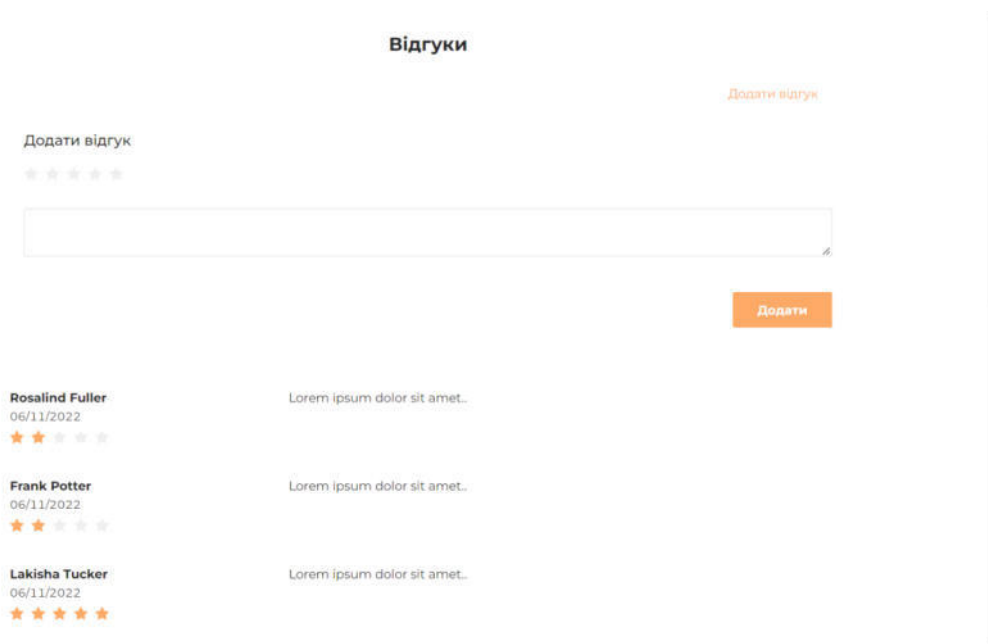 Відгуки
Додати відгук
Додати відгук
Додати
Rosalind Fuller
Lorem ipsum dolor sit amet..
06/11/2022
Frank Potter
Lorem ipsum dolor sit amet..
06/11/2022
Lakisha Tucker
Lorem ipsum dolor sit amet..
06/11/2022